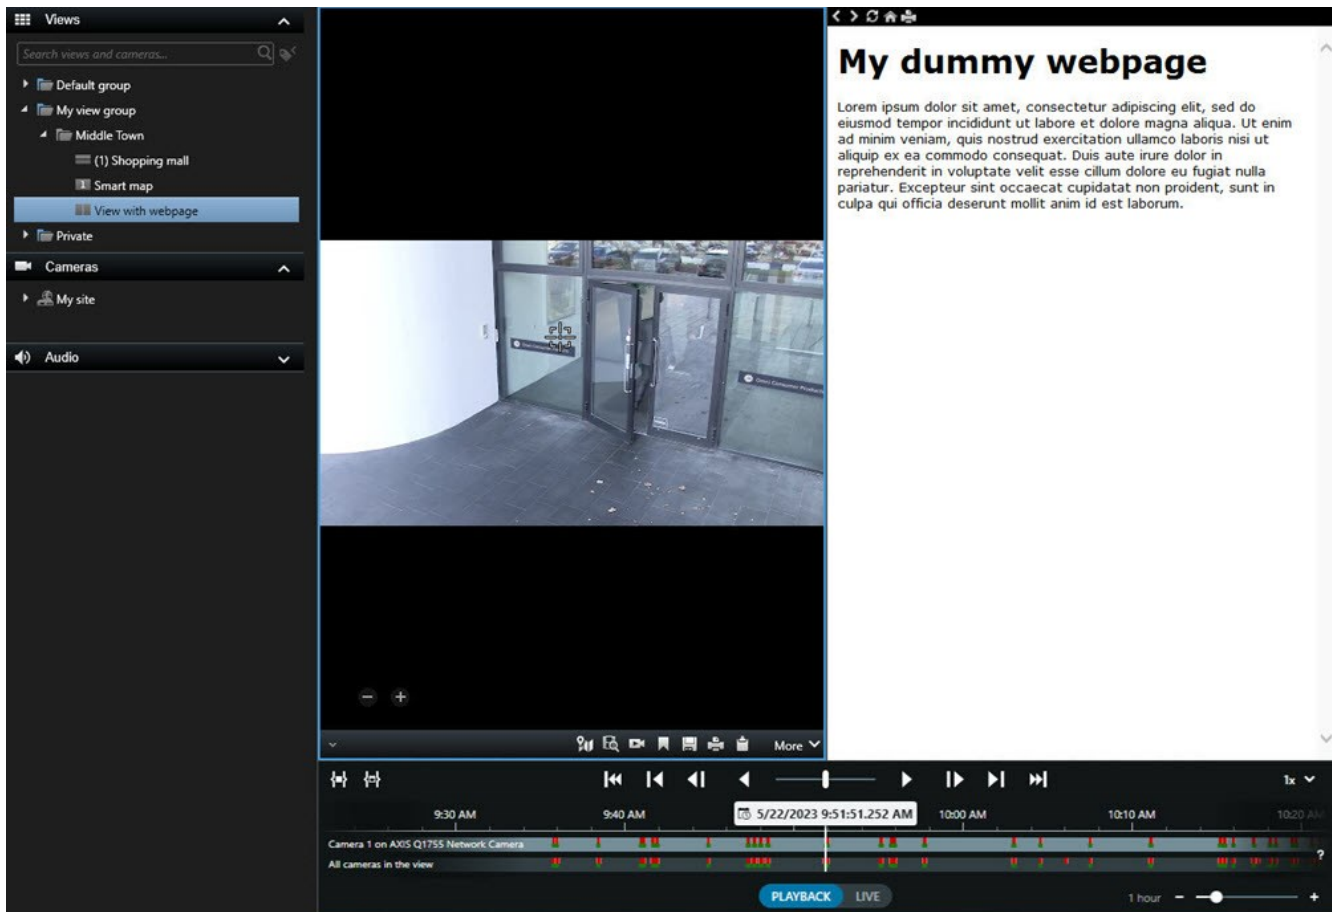 Views
Search views and cameras...
Default group
My view group
Middle Town
(1) Shopping mall
1 Smart map
View with webpage
Private
Cameras
My site
Audio
My dummy webpage
Lorem ipsum dolor sit amet, consectetur adipiscing elit, sed do
eiusmod tempor incididunt ut labore et dolore magna aliqua. Ut enim
ad minim veniam, quis nostrud exercitation ullamco laboris nisi ut
aliquip ex ea commodo consequat. Duis aute irure dolor in
reprehenderit in voluptate velit esse cillum dolore eu fugiat nulla
pariatur. Excepteur sint occaecat cupidatat non proident, sunt in
culpa qui officia deserunt mollit anim id est laborum.
Omni Consumer Products
More
1x
9:30 AM 9:40 AM 5/22/2023 9:51:51.252 AM 10:00 AM 10:10 AM 10:20 AM
Camera 1 on AXIS Q1755 Network Camera
All cameras in the view
?
PLAYBACK LIVE
1 hour